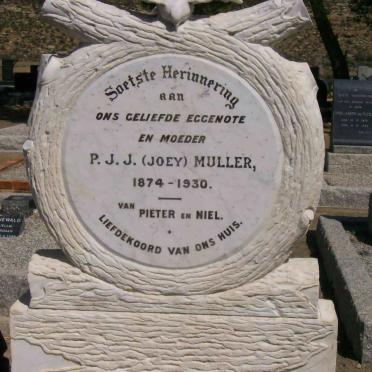 Soetste Herinnering
aan
ONS GELIEFDE EGGENOTE
EN MOEDER
P. J. J. (JOEY) MULLER,
1874 - 1930.
VAN
PIETER EN NIEL.
LIEFDEKOORD VAN ONS HUIS.